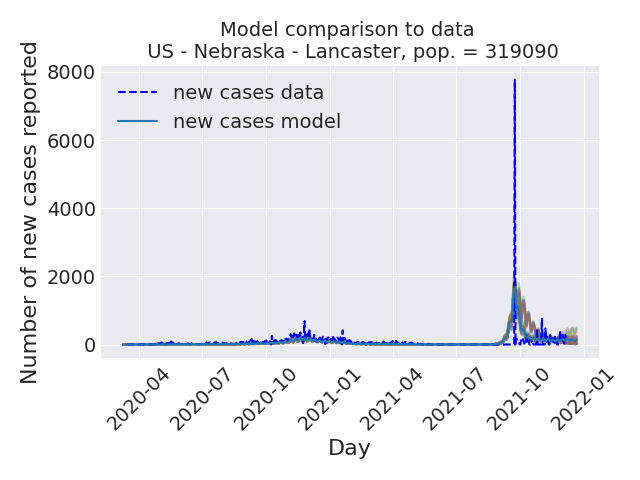 Model comparison to data
US - Nebraska - Lancaster, pop. = 319090
Number of new cases reported
8000
6000
4000
2000
0
new cases data
new cases model
2020-04
2020-07
2020-10
2021-01
2021-04
2021-07
2021-10
2022-01
Day